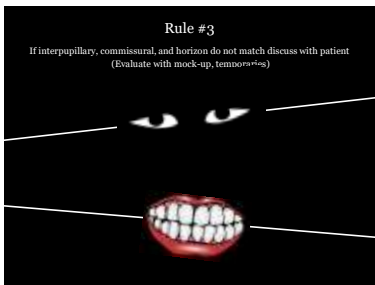 Rule #3
If interpupillary, commissural, and horizon do not match discuss with patient
(Evaluate with mock-up, temporaries)